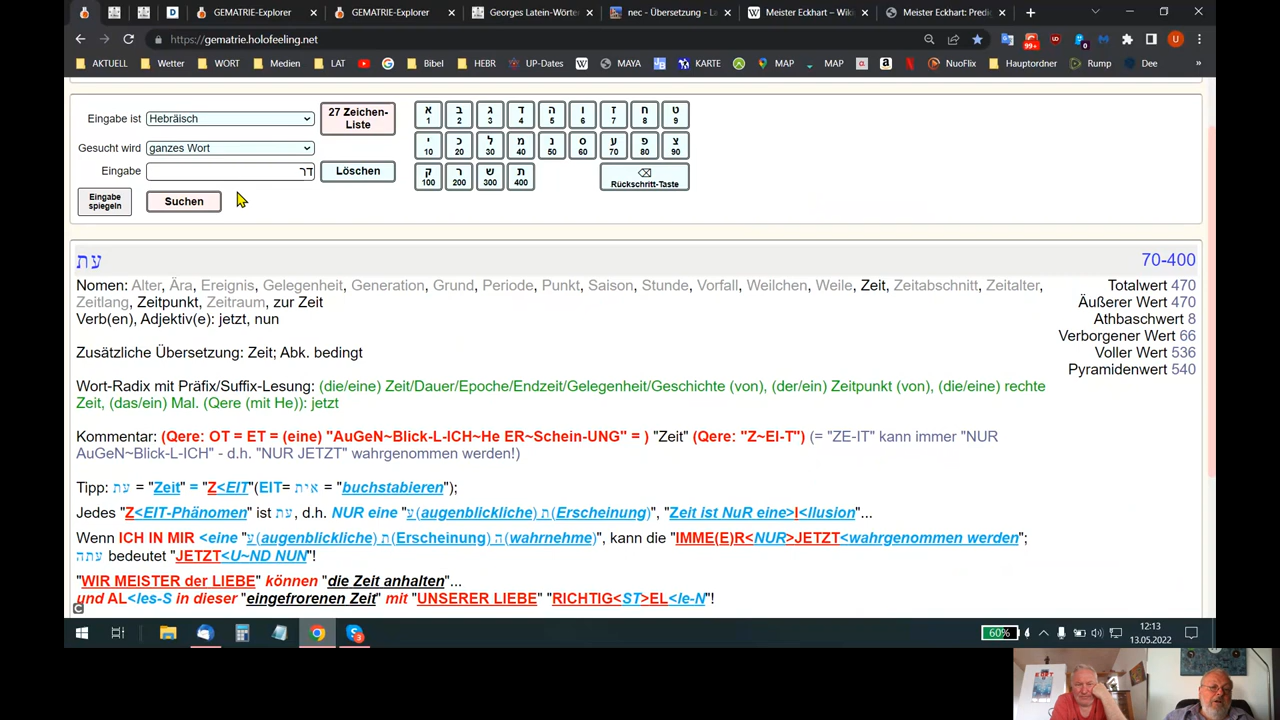 GEMATRIE-Explorer
GEMATRIE-Explorer
Georges Latein-Wört
nec - Übersetzung - La
Meister Eckhart – Wik
Meister Eckhart: Predig
https://gematrie.holofeeling.net
99+
0
U
AKTUELL Wetter WORT Medien LAT Bibel HEBR UP-Dates MAYA KARTE MAP MAP NuoFlix Hauptordner Rump Dee »
Eingabe ist Hebräisch
27 Zeichen-
Liste
Gesucht wird ganzes Wort
Eingabe דר
Löschen
Eingabe
spiegeln
Suchen
א ב ג ד ה ו ז ח ט
1 2 3 4 5 6 7 8 9
י כ ל מ נ ס ע פ צ
10 20 30 40 50 60 70 80 90
ק ר ש ת
100 200 300 400
Rückschritt-Taste
עת 70-400
Nomen: Alter, Ära, Ereignis, Gelegenheit, Generation, Grund, Periode, Punkt, Saison, Stunde, Vorfall, Weilchen, Weile, Zeit, Zeitabschnitt, Zeitalter,
Zeitlang, Zeitpunkt, Zeitraum, zur Zeit
Verb(en), Adjektiv(e): jetzt, nun
Totalwert 470
Äußerer Wert 470
Athbaschwert 8
Verborgener Wert 66
Voller Wert 536
Pyramidenwert 540
Zusätzliche Übersetzung: Zeit; Abk. bedingt
Wort-Radix mit Präfix/Suffix-Lesung: (die/eine) Zeit/Dauer/Epoche/Endzeit/Gelegenheit/Geschichte (von), (der/ein) Zeitpunkt (von), (die/eine) rechte
Zeit, (das/ein) Mal. (Qere (mit He)): jetzt
Kommentar: (Qere: OT = ET = (eine) "AuGeN~Blick-L-ICH~He ER~Schein-UNG" = ) "Zeit" (Qere: "Z~EI-T") (= "ZE-IT" kann immer "NUR
AuGeN~Blick-L-ICH" - d.h. "NUR JETZT" wahrgenommen werden!)
Tipp: עת = "Zeit" = "Z<EIT"(EIT= אית = "buchstabieren");
Jedes "Z<EIT-Phänomen" ist עת, d.h. NUR eine "ע(augenblickliche) ת(Erscheinung)", "Zeit ist NuR eine>I<llusion"...
Wenn ICH IN MIR <eine "ע(augenblickliche) ת(Erscheinung) ה(wahrnehme)", kann die "IMME(E)R<NUR>JETZT<wahrgenommen werden";
עתה bedeutet "JETZT<U~ND NUN"!
"WIR MEISTER der LIEBE" können "die Zeit anhalten"...
und AL<les-S in dieser "eingefrorenen Zeit" mit "UNSERER LIEBE" "RICHTIG<ST>EL<le-N"!
60%
12:13
13.05.2022